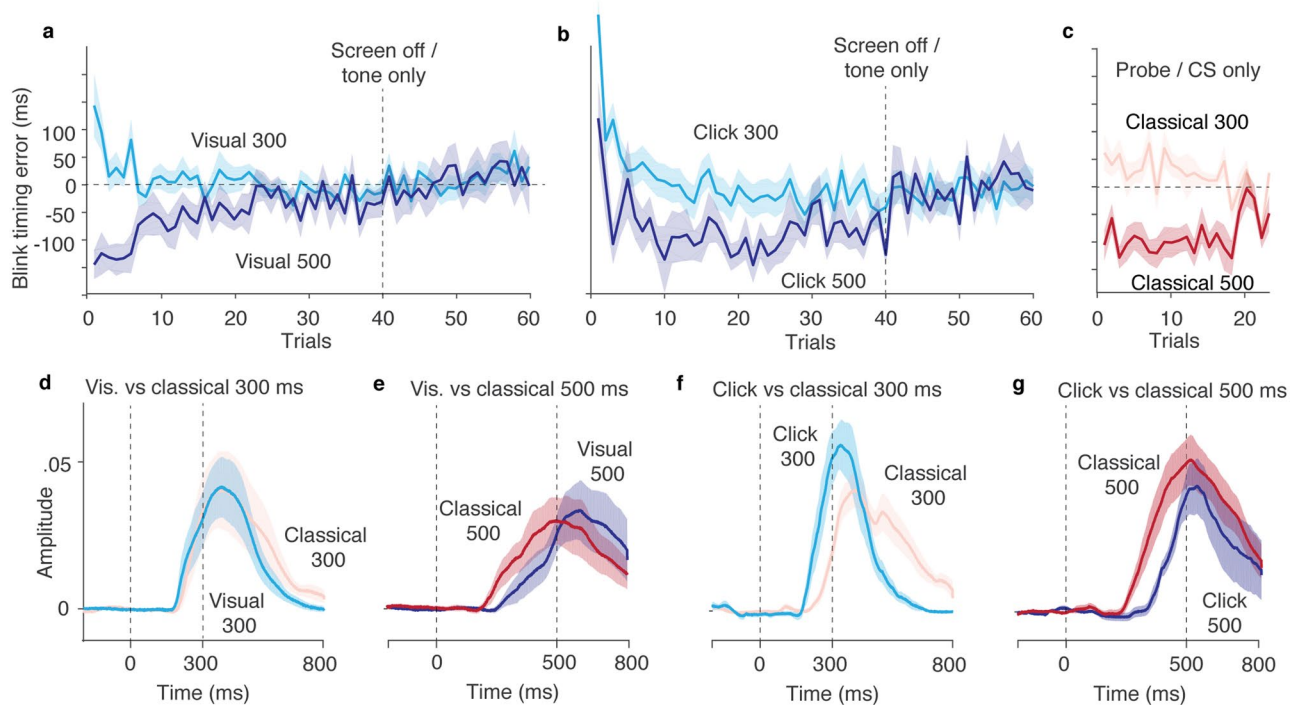 a
Screen off /
tone only
Blink timing error (ms)
100
50
0
-50
-100
Visual 300
Visual 500
0
10
20
30
40
50
60
Trials
b
Screen off /
tone only
Click 300
Click 500
0
10
20
30
40
50
60
Trials
c
Probe / CS only
Classical 300
Classical 500
0
10
20
Trials
d
Vis. vs classical 300 ms
Amplitude
.05
0
Classical
300
Visual
300
0
300
800
Time (ms)
e
Vis. vs classical 500 ms
Visual
500
Classical
500
0
500
800
Time (ms)
f
Click vs classical 300 ms
Click
300
Classical
300
0
300
800
Time (ms)
g
Click vs classical 500 ms
Classical
500
Click
500
0
500
800
Time (ms)